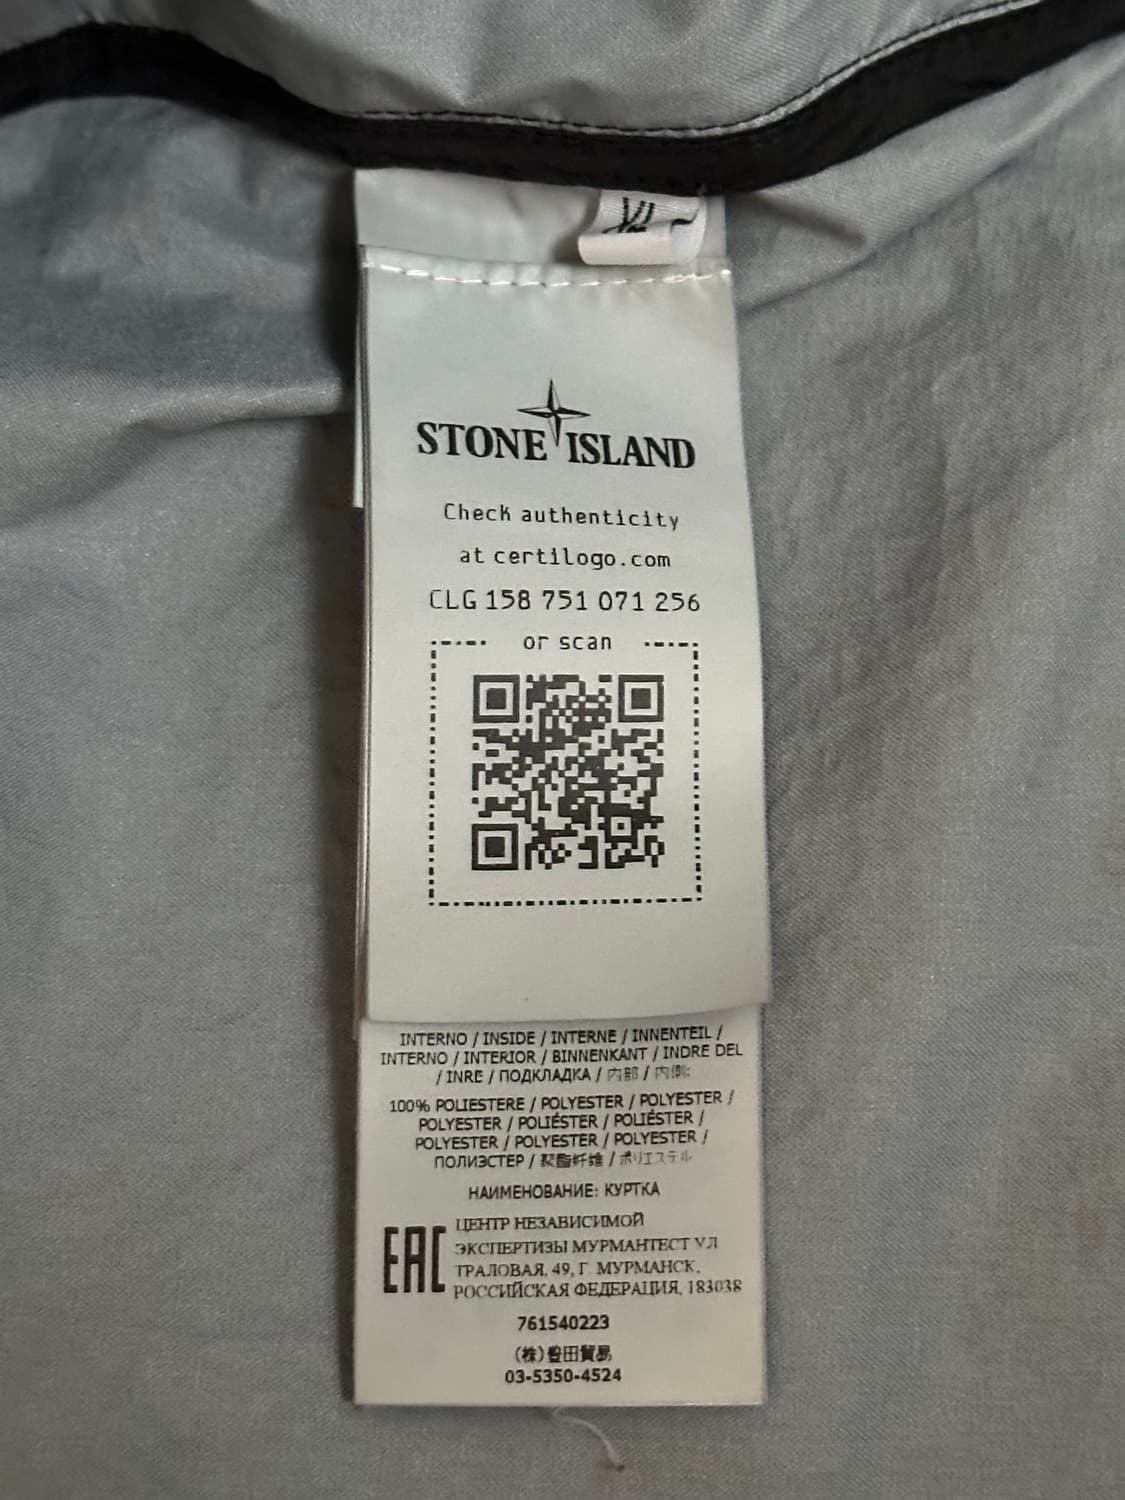 XL
STONE ISLAND
Check authenticity
at certilogo.com
CLG 158 751 071 256
or scan
INTERNO / INSIDE / INTERNE / INNENTEIL /
INTERNO / INTERIOR / BINNENKANT / INDRE DEL
/ INRE / ПОДКЛАДКА / 内部 / 内側:
100% POLIESTERE / POLYESTER / POLYESTER /
POLYESTER / POLIÉSTER / POLIÉSTER /
POLYESTER / POLYESTER / POLYESTER /
ПОЛИЭСТЕР / 聚酯纤维 / ポリエステル
НАИМЕНОВАНИЕ: КУРТКА
EAC
ЦЕНТР НЕЗАВИСИМОЙ
ЭКСПЕРТИЗЫ МУРМАНТЕСТ УЛ
ТРАЛОВАЯ, 49, Г. МУРМАНСК,
РОССИЙСКАЯ ФЕДЕРАЦИЯ, 183038
761540223
(株)豊田貿易
03-5350-4524